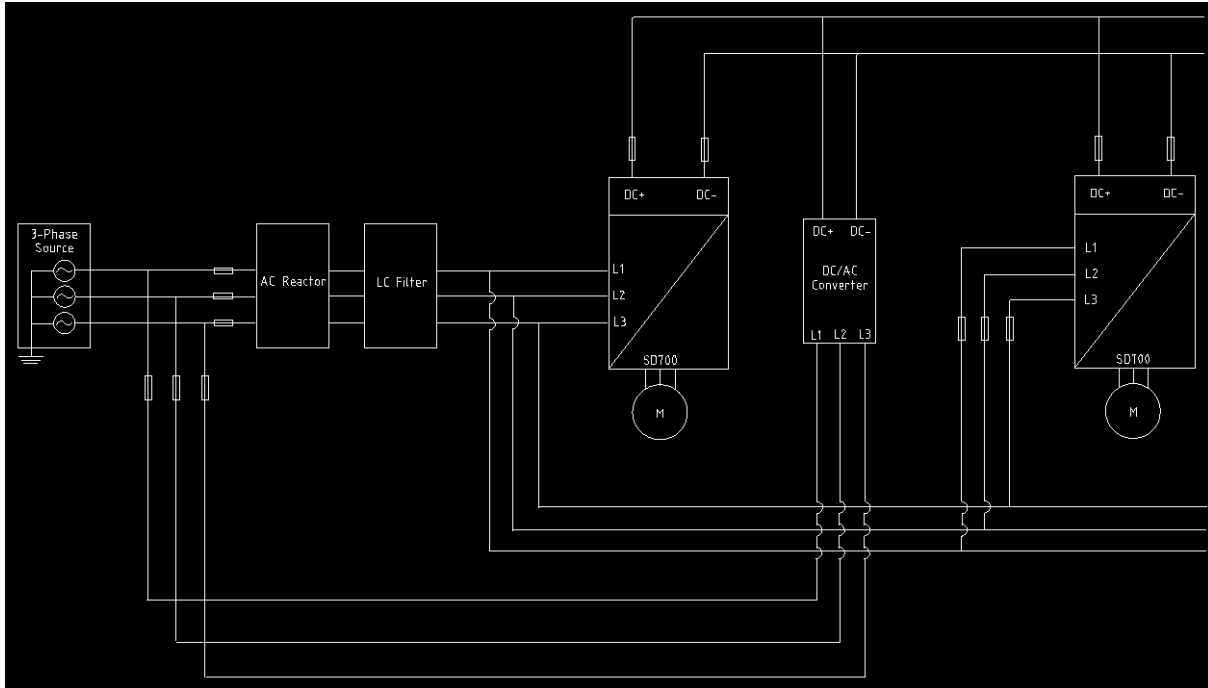 3-Phase
Source
AC Reactor
LC Filter
DC+ DC-
L1
L2
L3
SD700
M
DC+ DC-
DC/AC
Converter
L1 L2 L3
DC+ DC-
L1
L2
L3
SD700
M